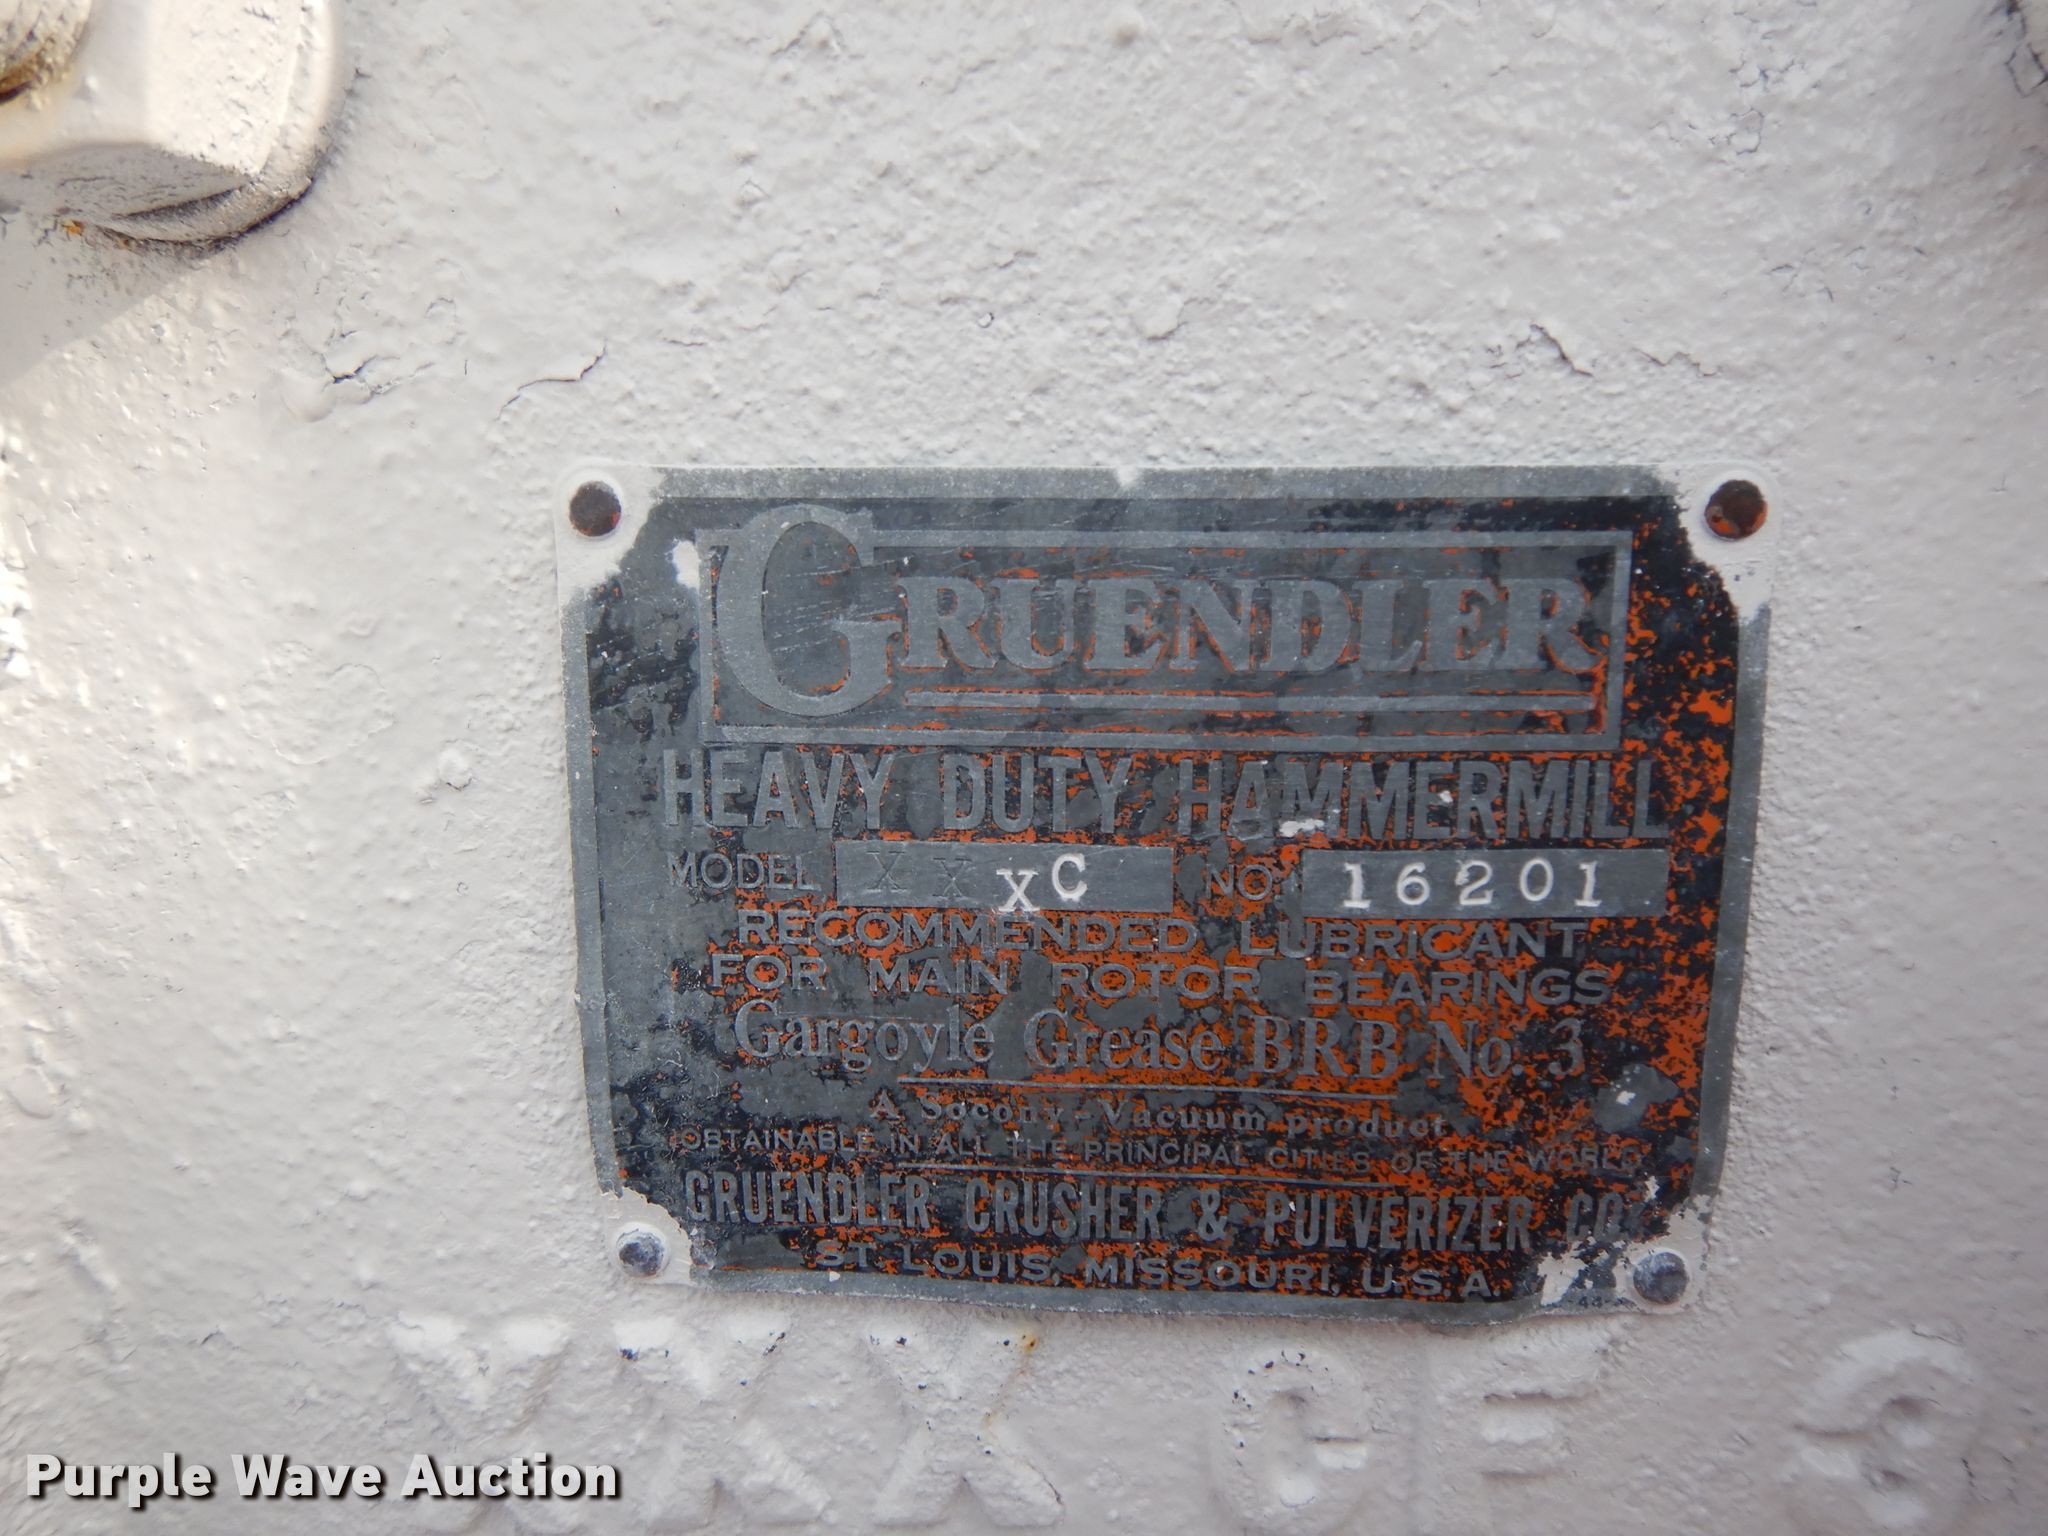 GRUENDLER
HEAVY DUTY HAMMERMILL
MODEL XXXC NO. 16201
RECOMMENDED LUBRICANT
FOR MAIN ROTOR BEARINGS
Gargoyle Grease BRB No. 3
A Socony-Vacuum product
OBTAINABLE IN ALL THE PRINCIPAL CITIES OF THE WORLD
GRUENDLER CRUSHER & PULVERIZER CO.
ST. LOUIS, MISSOURI, U.S.A.
XXX C
Purple Wave Auction